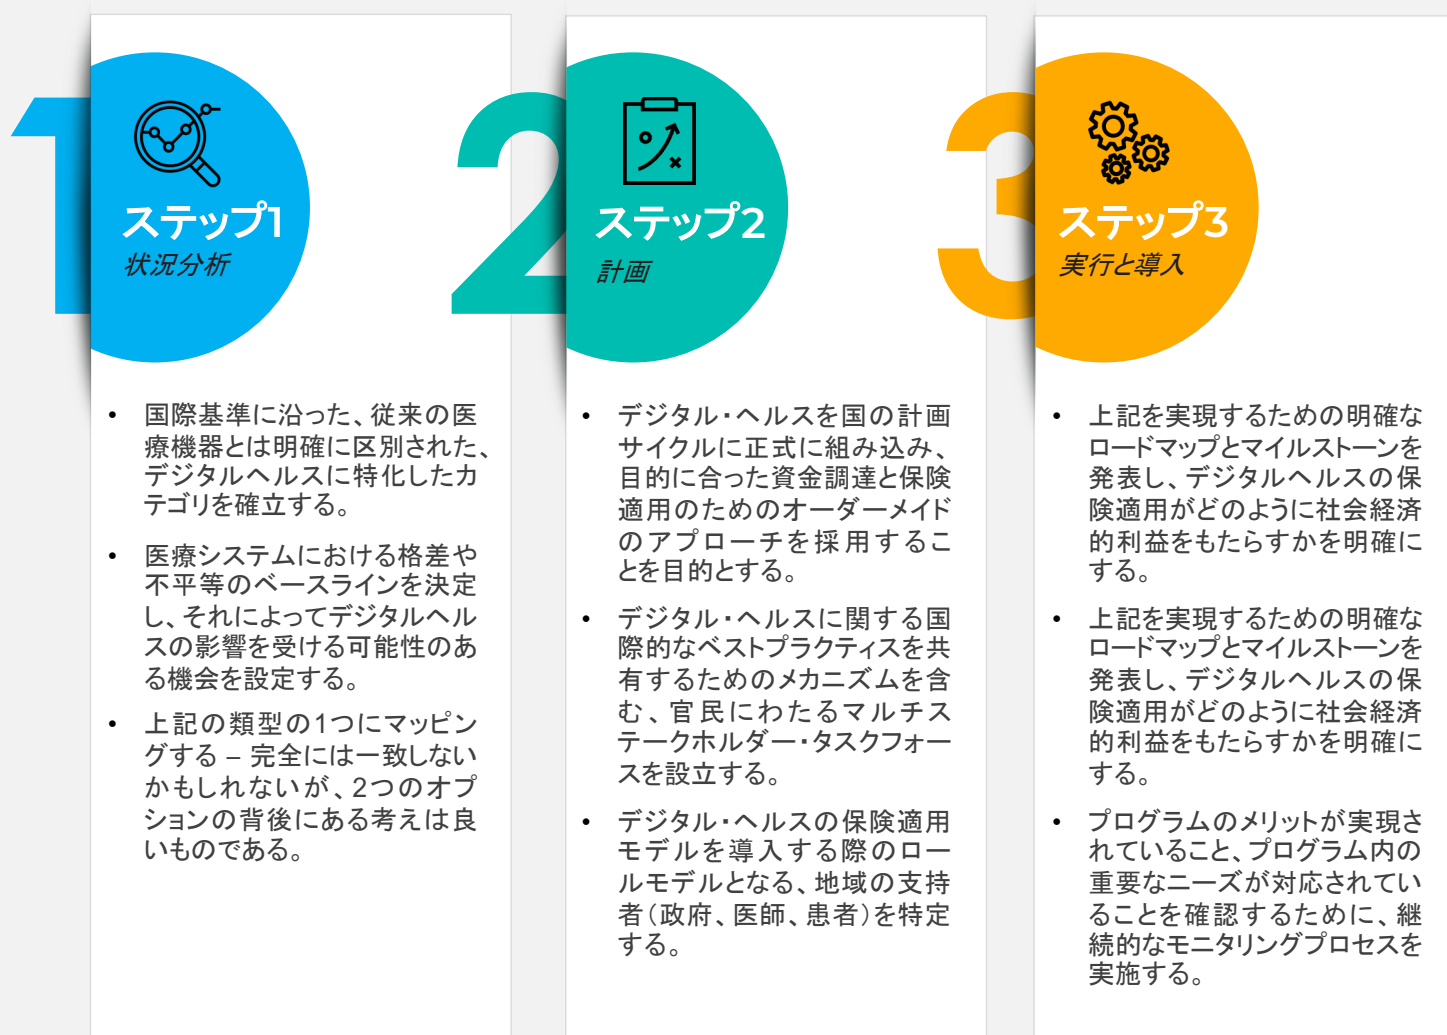 1
ステップ1
状況分析
• 国際基準に沿った、従来の医
療機器とは明確に区別された、
デジタルヘルスに特化したカ
テゴリを確立する。
• 医療システムにおける格差や
不平等のベースラインを決定
し、それによってデジタルヘル
スの影響を受ける可能性のあ
る機会を設定する。
• 上記の類型の1つにマッピン
グする – 完全には一致しない
かもしれないが、2つのオプ
ションの背後にある考えは良
いものである。
2
ステップ2
計画
• デジタル・ヘルスを国の計画
サイクルに正式に組み込み、
目的に合った資金調達と保険
適用のためのオーダーメイド
のアプローチを採用するこ
とを目的とする。
• デジタル・ヘルスに関する国
際的なベストプラクティスを共
有するためのメカニズムを含
む、官民にわたるマルチス
テークホルダー・タスクフォー
スを設立する。
• デジタル・ヘルスの保険適用
モデルを導入する際のロー
ルモデルとなる、地域の支持
者（政府、医師、患者）を特定
する。
3
ステップ3
実行と導入
• 上記を実現するための明確な
ロードマップとマイルストーンを
発表し、デジタルヘルスの保
険適用がどのように社会経済
的利益をもたらすかを明確に
する。
• 上記を実現するための明確な
ロードマップとマイルストーンを
発表し、デジタルヘルスの保
険適用がどのように社会経済
的利益をもたらすかを明確に
する。
• プログラムのメリットが実現さ
れていること、プログラム内の
重要なニーズが対応されてい
ることを確認するために、継
続的なモニタリングプロセスを
実施する。